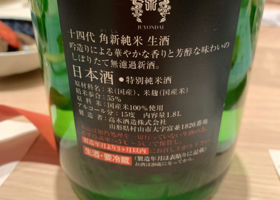 JUYONDAI
十四代 角新純米 生酒
吟造りによる華やかな香りと芳醇な味わいの
しぼりたて無濾過新酒。
日本酒 ●特別純米酒
原材料名：米(国産)、米麹(国産米)
精米歩合：55%
原料米：国産米100%使用
アルコール分：15度 内容量：1.8L
製造者：高木酒造株式会社
山形県村山市大字富並1826番地
生酒・要冷蔵